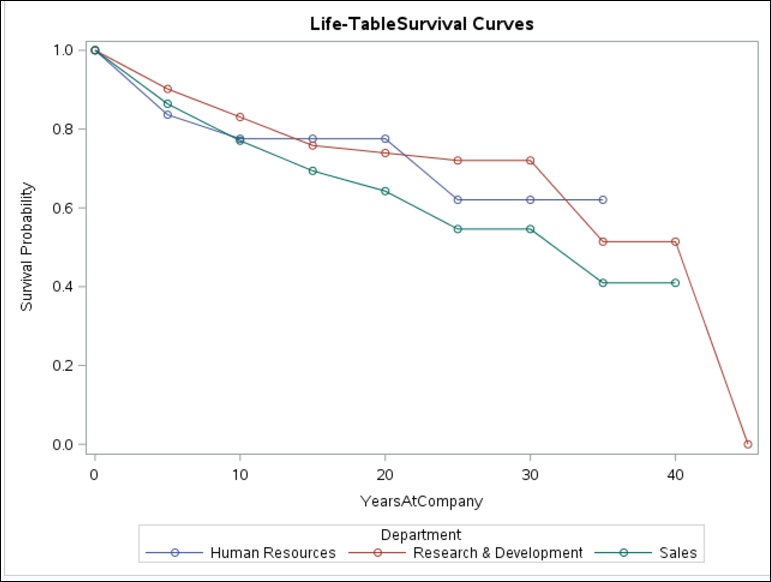 Life-TableSurvival Curves
1.0
0.8
0.6
0.4
0.2
0.0
Survival Probability
0 10 20 30 40
YearsAtCompany
Department
Human Resources Research & Development Sales